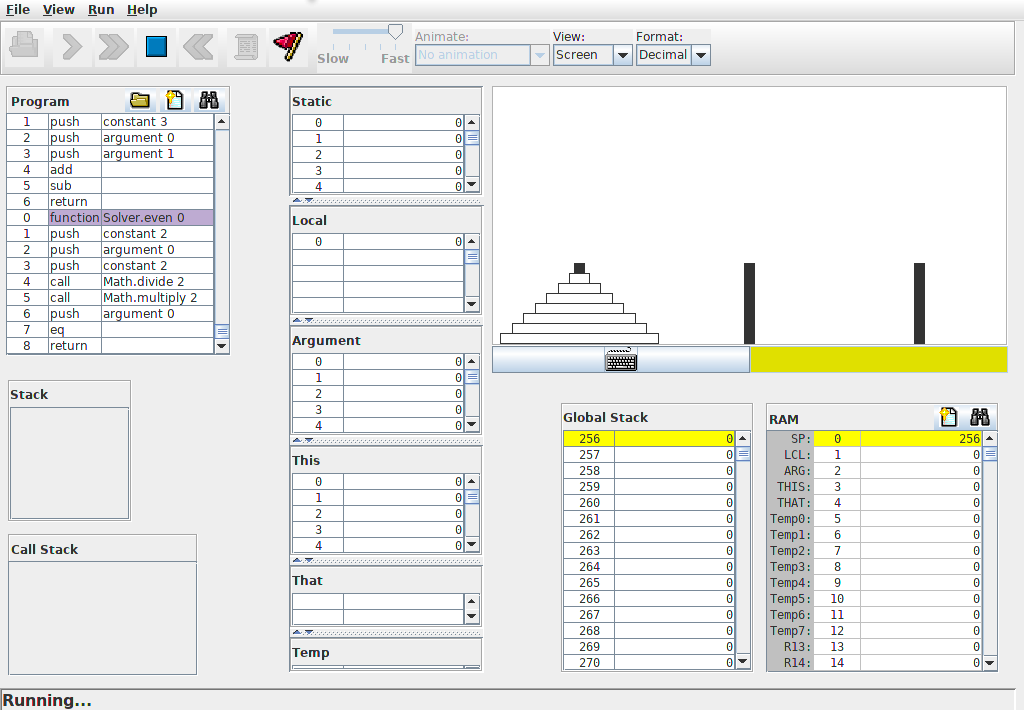 File View Run Help
Slow Fast
Animate:
No animation
View:
Screen
Format:
Decimal
Program
1 push constant 3
2 push argument 0
3 push argument 1
4 add
5 sub
6 return
0 function Solver.even 0
1 push constant 2
2 push argument 0
3 push constant 2
4 call Math.divide 2
5 call Math.multiply 2
6 push argument 0
7 eq
8 return
Stack
Call Stack
Static
0 0
1 0
2 0
3 0
4 0
Local
0 0
Argument
0 0
1 0
2 0
3 0
4 0
This
0 0
1 0
2 0
3 0
4 0
That
Temp
Global Stack
256 0
257 0
258 0
259 0
260 0
261 0
262 0
263 0
264 0
265 0
266 0
267 0
268 0
269 0
270 0
RAM
SP: 0 256
LCL: 1 0
ARG: 2 0
THIS: 3 0
THAT: 4 0
Temp0: 5 0
Temp1: 6 0
Temp2: 7 0
Temp3: 8 0
Temp4: 9 0
Temp5: 10 0
Temp6: 11 0
Temp7: 12 0
R13: 13 0
R14: 14 0
Running...